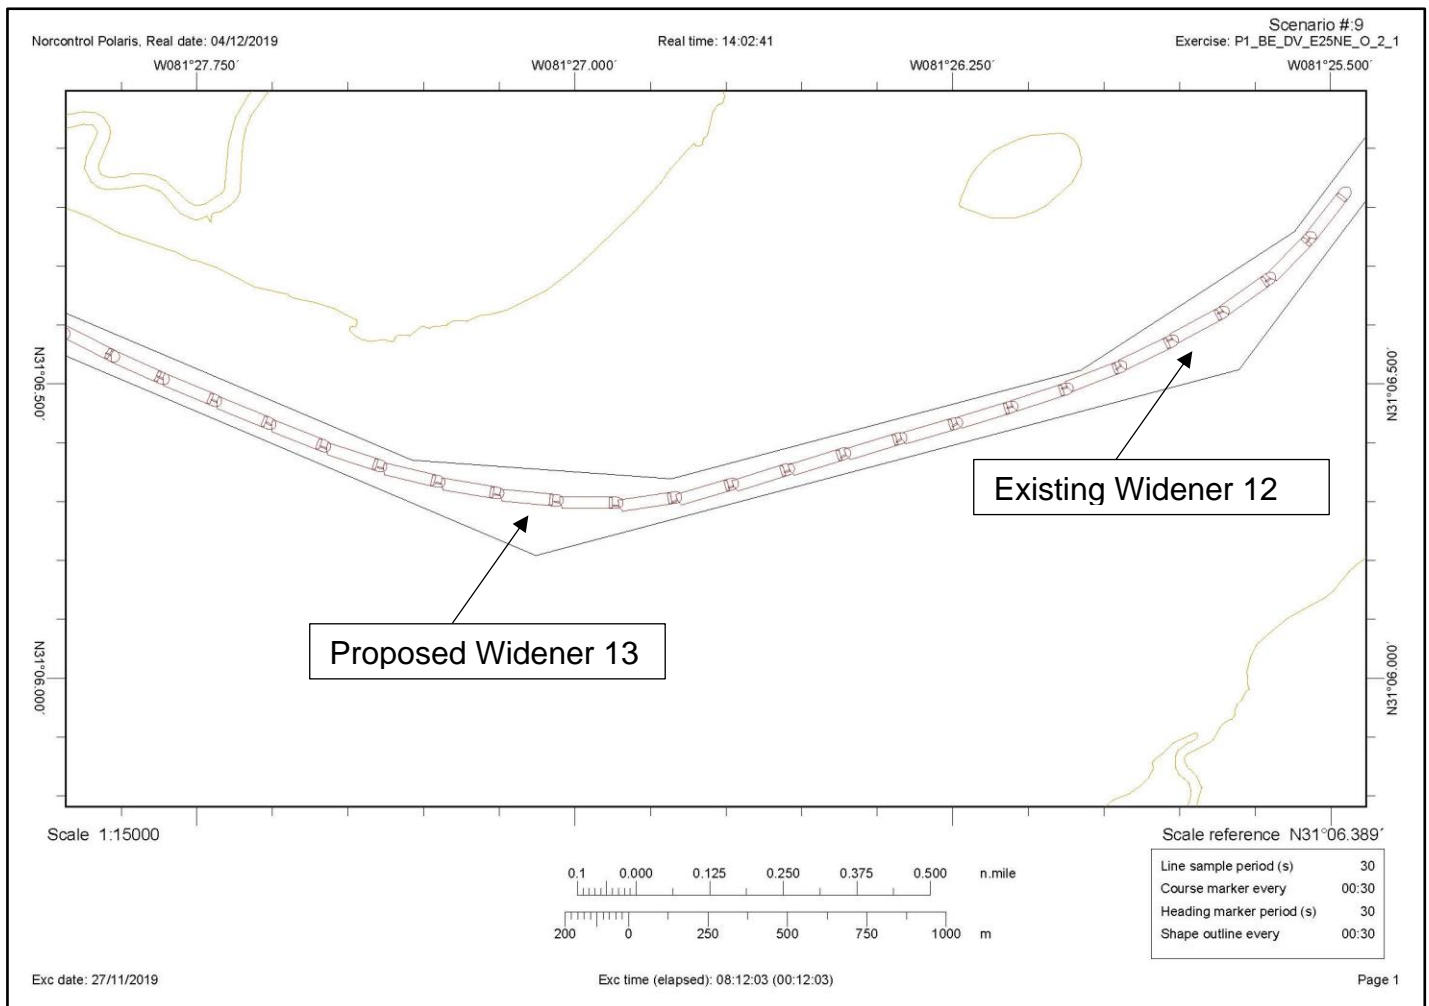 Scenario #:9
Norcontrol Polaris, Real date: 04/12/2019 Real time: 14:02:41 Exercise: P1_BE_DV_E25NE_O_2_1
W081°27.750´ W081°27.000´ W081°26.250´ W081°25.500´
N31°06.500´ N31°06.500´
Existing Widener 12
Proposed Widener 13
N31°06.000´ N31°06.000´
Scale 1:15000 Scale reference N31°06.389´
0.1 0.000 0.125 0.250 0.375 0.500 n.mile
200 0 250 500 750 1000 m
Line sample period (s) 30
Course marker every 00:30
Heading marker period (s) 30
Shape outline every 00:30
Exc date: 27/11/2019 Exc time (elapsed): 08:12:03 (00:12:03) Page 1